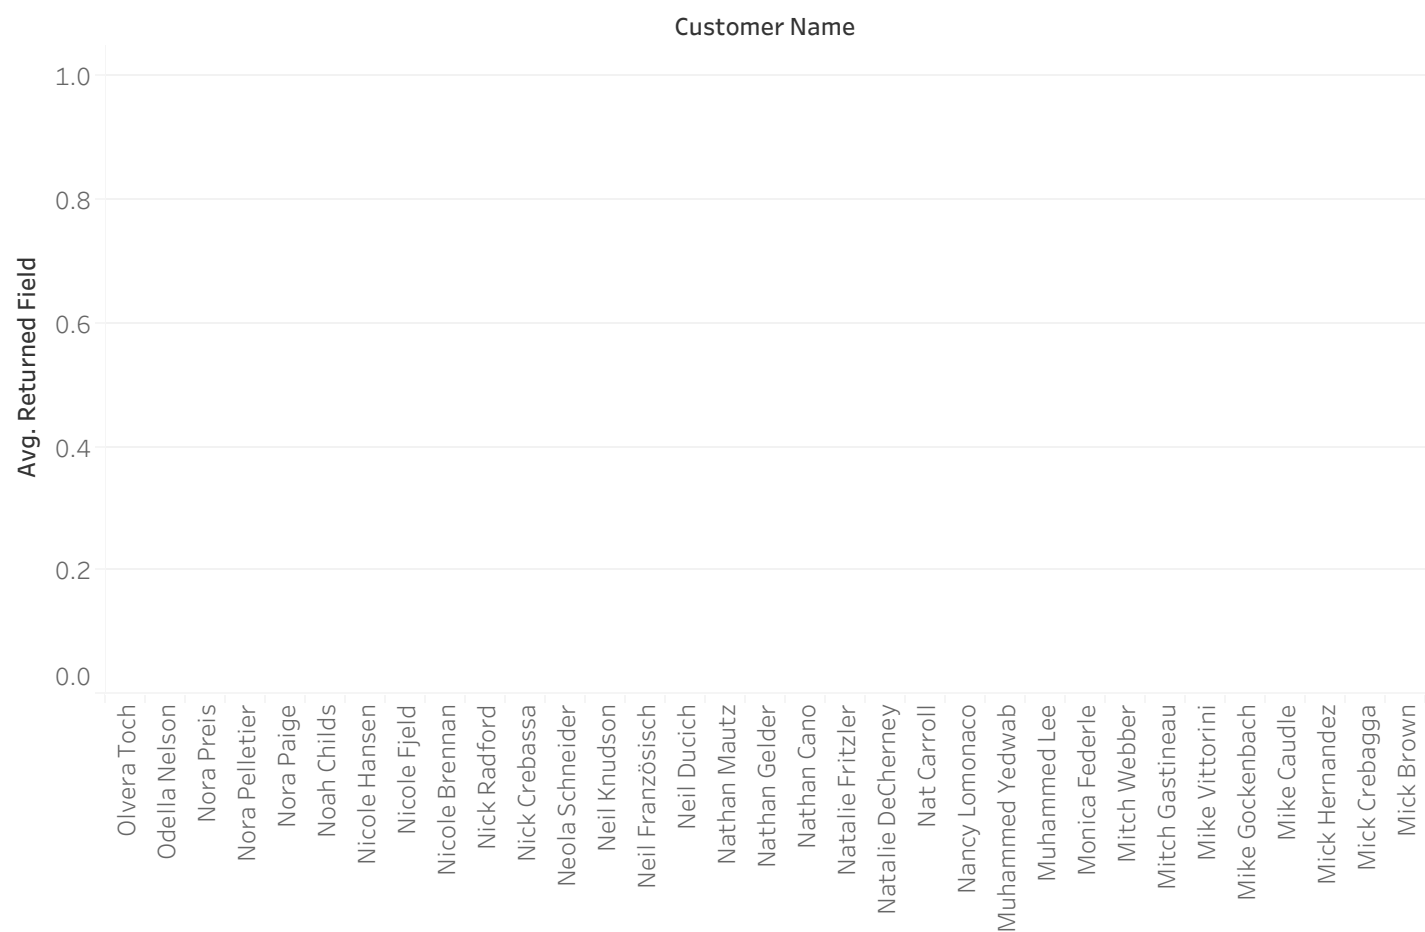 Customer Name
Avg. Returned Field
1.0
0.8
0.6
0.4
0.2
0.0
Olvera Toch
Odella Nelson
Nora Preis
Nora Pelletier
Nora Paige
Noah Childs
Nicole Hansen
Nicole Fjeld
Nicole Brennan
Nick Radford
Nick Crebassa
Neola Schneider
Neil Knudson
Neil Französisch
Neil Ducich
Nathan Mautz
Nathan Gelder
Nathan Cano
Natalie Fritzler
Natalie DeCherney
Nat Carroll
Nancy Lomonaco
Muhammed Yedwab
Muhammed Lee
Monica Federle
Mitch Webber
Mitch Gastineau
Mike Vittorini
Mike Gockenbach
Mike Caudle
Mick Hernandez
Mick Crebagga
Mick Brown